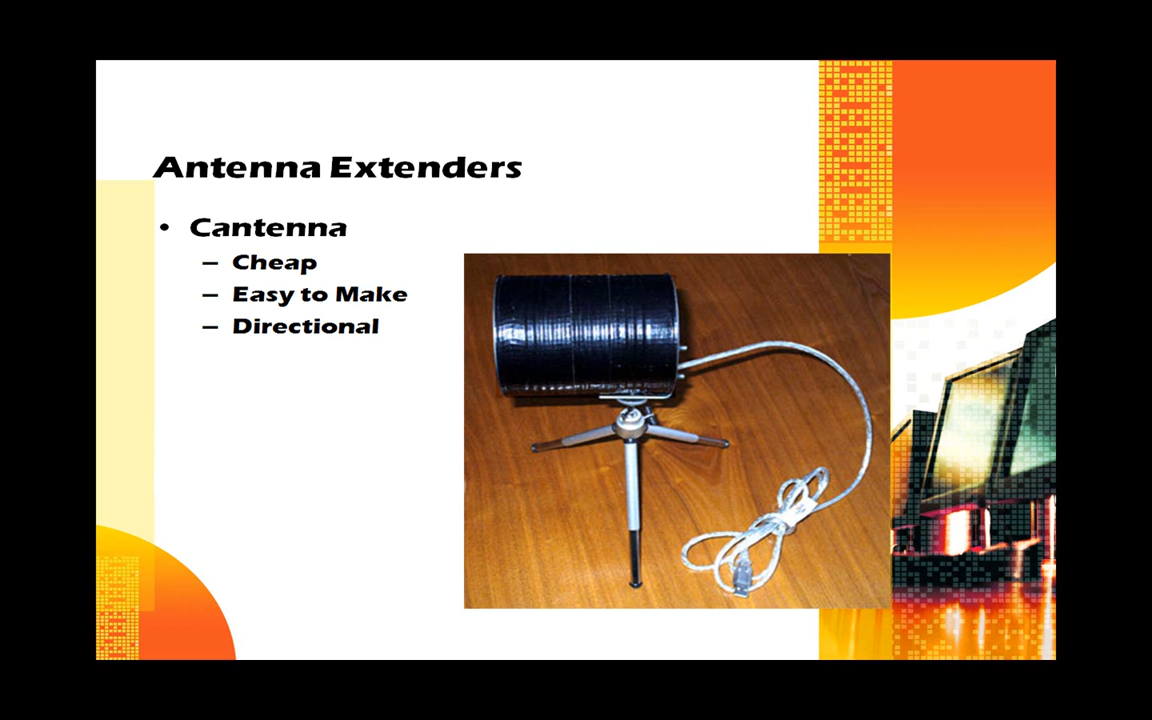 Antenna Extenders
• Cantenna
– Cheap
– Easy to Make
– Directional